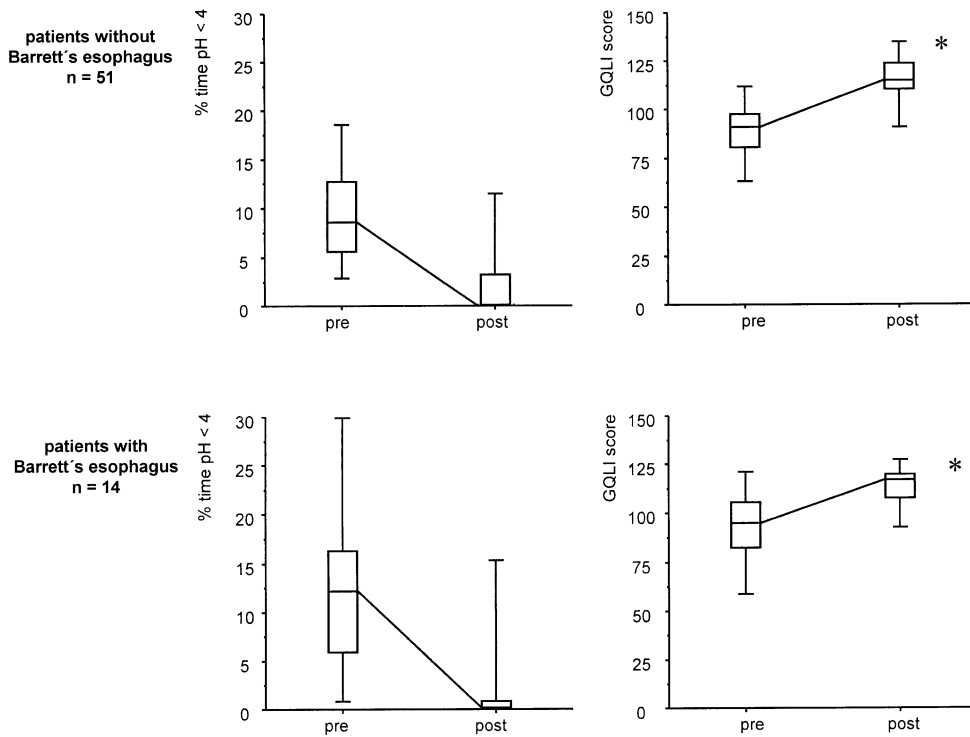 patients without
Barrett´s esophagus
n = 51
% time pH < 4
30
25
20
15
10
5
0
pre
post
GQLI score
150
125
100
75
50
25
0
*
pre
post
patients with
Barrett´s esophagus
n = 14
% time pH < 4
30
25
20
15
10
5
0
pre
post
GQLI score
150
125
100
75
50
25
0
*
pre
post